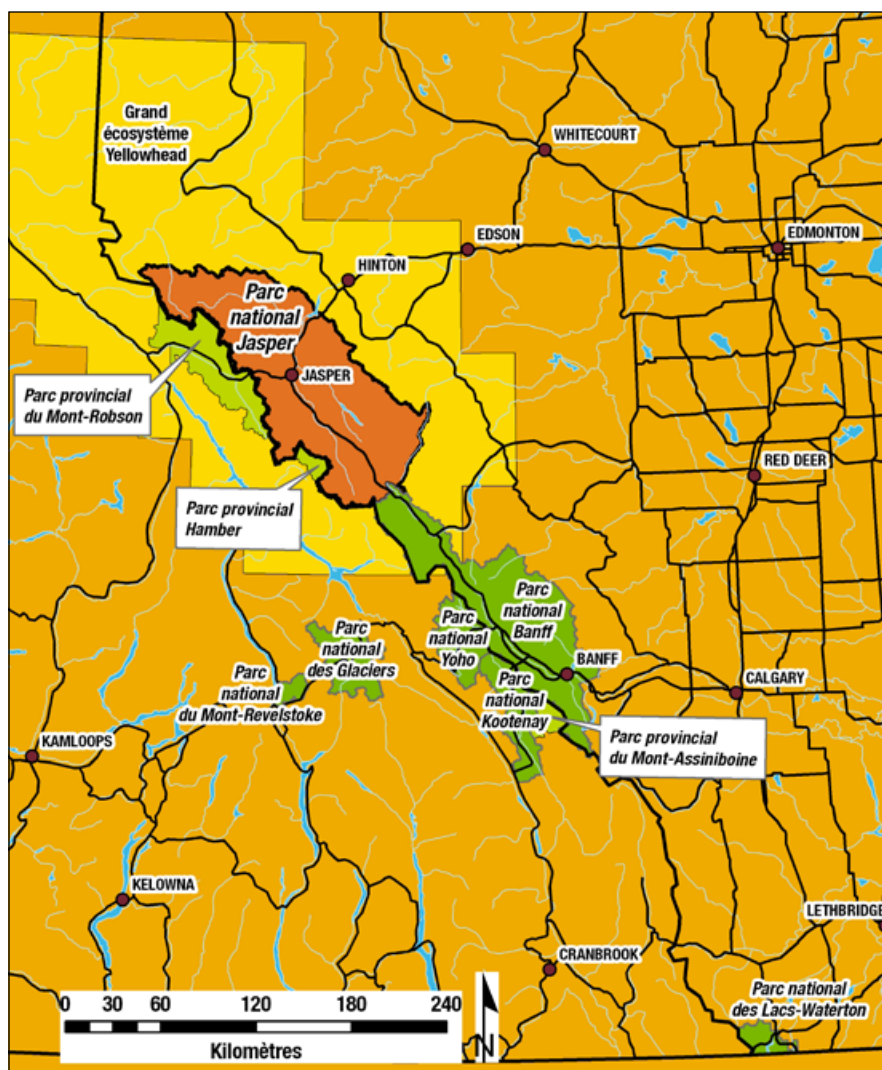 Grand
écosystème
Yellowhead
WHITECOURT
EDSON
EDMONTON
HINTON
Parc
national
Jasper
JASPER
Parc provincial
du Mont-Robson
RED DEER
Parc provincial
Hamber
Parc
national
Banff
Parc
national
Yoho
Parc
national
des Glaciers
BANFF
Parc
national
du Mont-Revelstoke
Parc
national
Kootenay
CALGARY
KAMLOOPS
Parc provincial
du Mont-Assiniboine
KELOWNA
LETHBRIDGE
CRANBROOK
Parc national
des Lacs-Waterton
0 30 60 120 180 240
Kilomètres
N